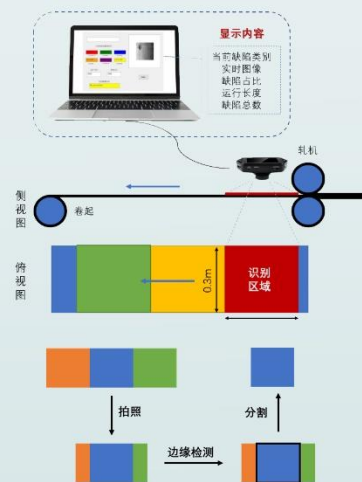 显示内容
当前缺陷类别
实时图像
缺陷占比
运行长度
缺陷总数
轧机
侧视图
卷起
俯视图
0.3m
识别
区域
拍照
分割
边缘检测